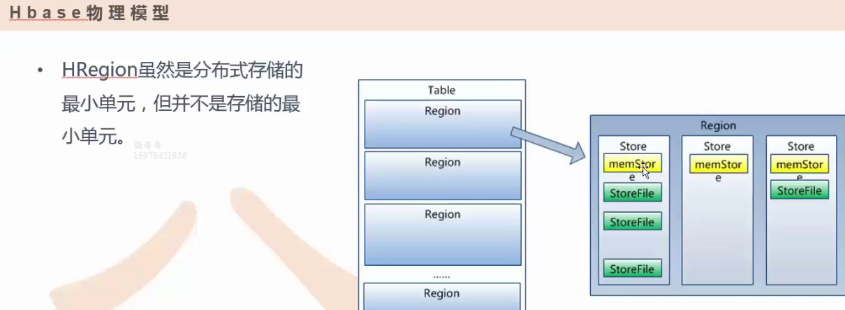 Hbase物理模型
• HRegion虽然是分布式存储的
最小单元，但并不是存储的最
小单元。
15975421936
Table
Region
Region
Region
......
Region
Region
Store
memStor
e
StoreFile
StoreFile
StoreFile
Store
memStor
e
Store
memStor
e
StoreFile